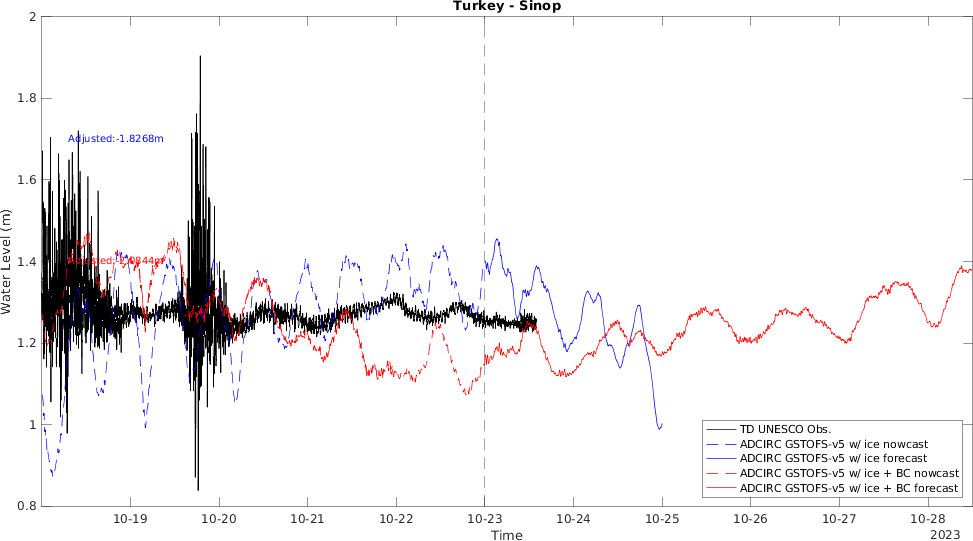 Turkey - Sinop
2
1.8
1.6
1.4
1.2
1
0.8
Water Level (m)
Adjusted:-1.8268m
10-19
10-20
10-21
10-22
10-23
10-24
10-25
10-26
10-27
10-28
2023
Time
TD UNESCO Obs.
ADCIRC GSTOFS-v5 w/ ice nowcast
ADCIRC GSTOFS-v5 w/ ice forecast
ADCIRC GSTOFS-v5 w/ ice + BC nowcast
ADCIRC GSTOFS-v5 w/ ice + BC forecast